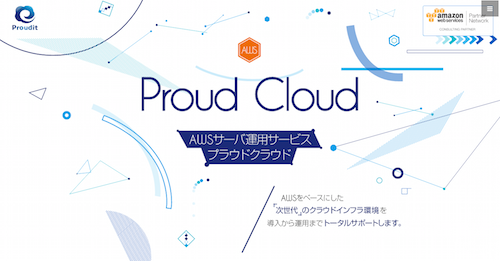 Proudit
amazon
web services
Partner
Network
CONSULTING PARTNER
AWS
Proud Cloud
AWSサーバ運用サービス
プラウドクラウド
AWSをベースにした
「次世代」のクラウドインフラ環境を
導入から運用までトータルサポートします。